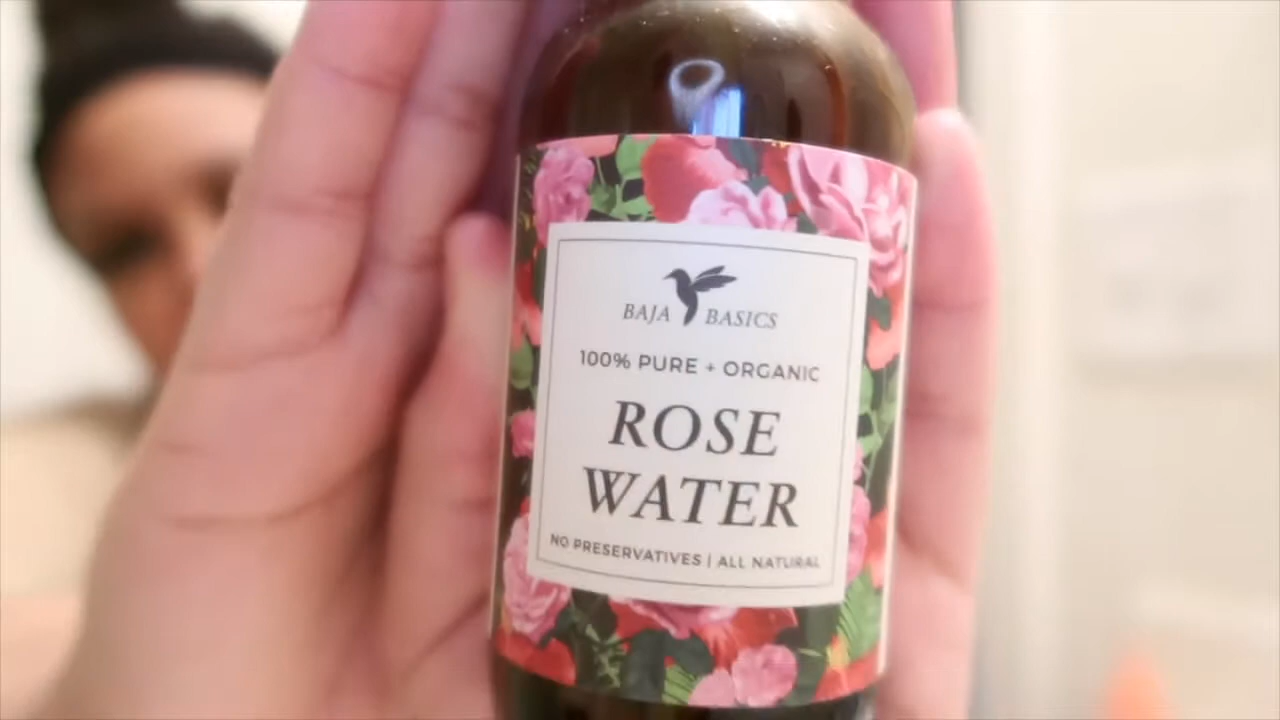 BAJA BASICS
100% PURE + ORGANIC
ROSE
WATER
NO PRESERVATIVES | ALL NATURAL